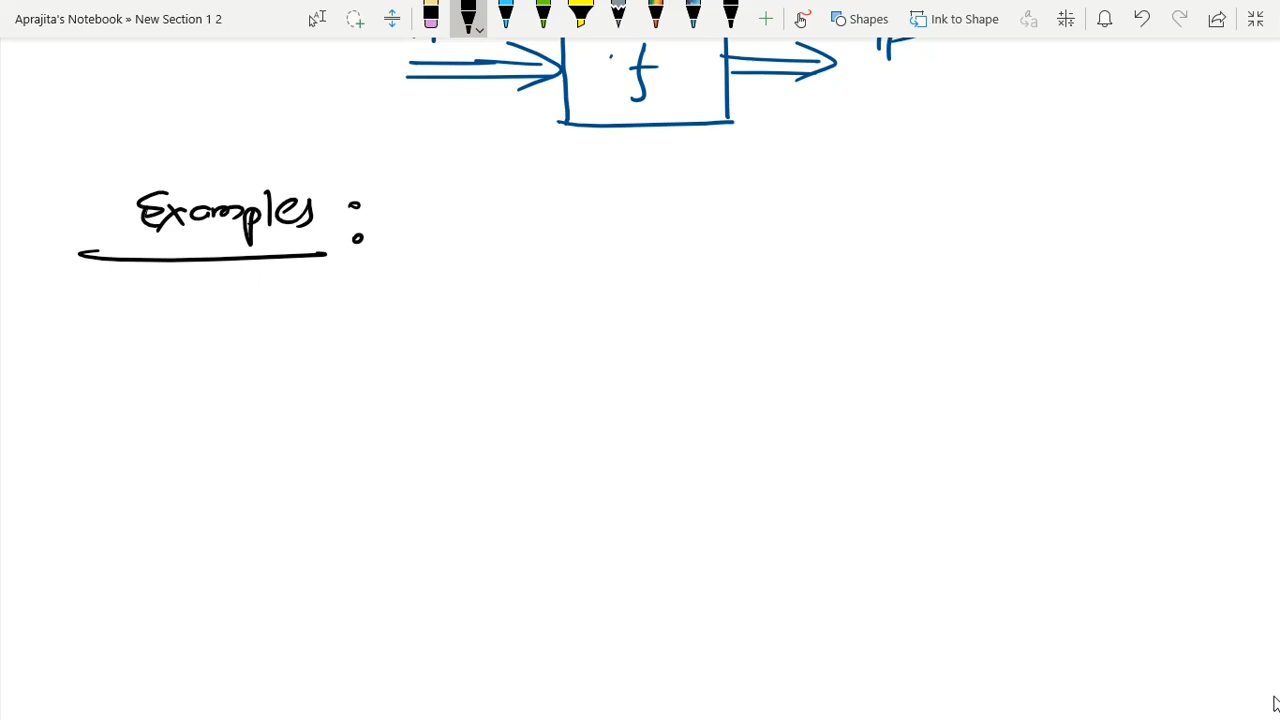 Aprajita's Notebook » New Section 1 2
Shapes
Ink to Shape
f
Examples :